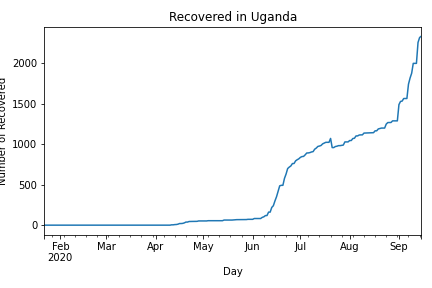 Recovered in Uganda
Number of Recovered
2000
1500
1000
500
0
Feb Mar Apr May Jun Jul Aug Sep
2020
Day